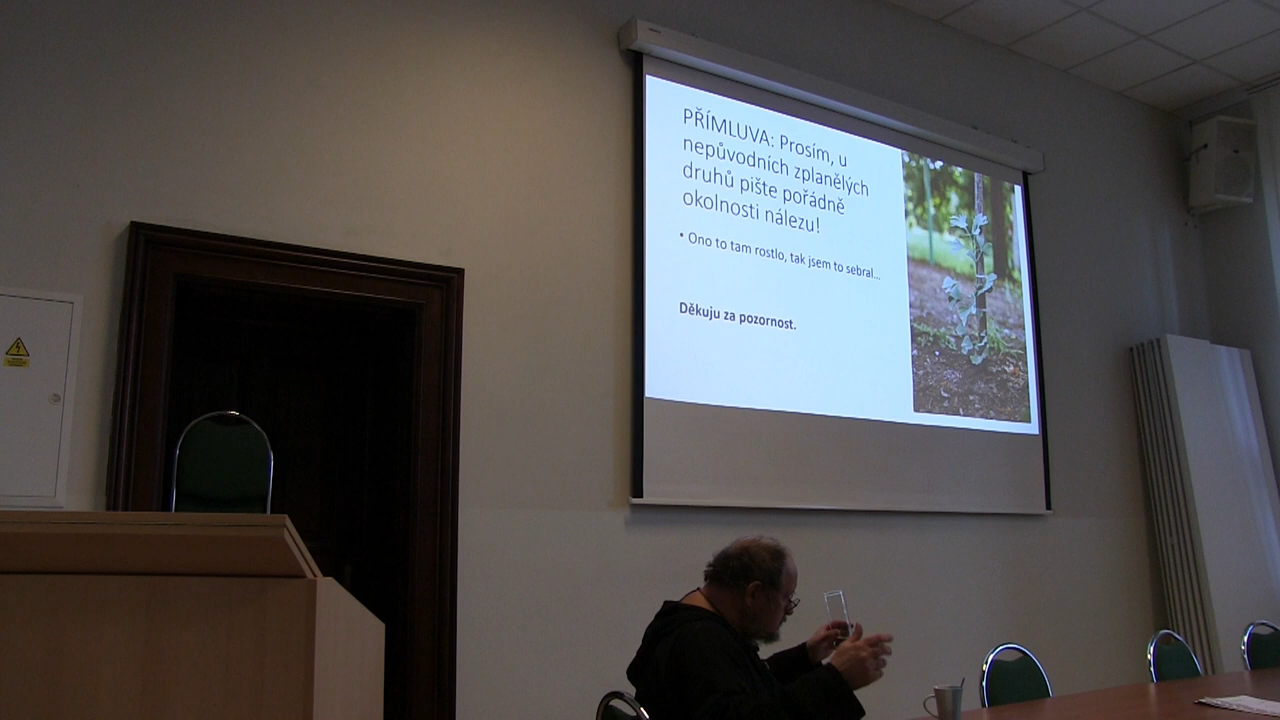 PŘÍMLUVA: Prosím, u
nepůvodních zplanělých
druhů pište pořádně
okolnosti nálezu!
• Ono to tam rostlo, tak jsem to sebral...
Děkuju za pozornost.